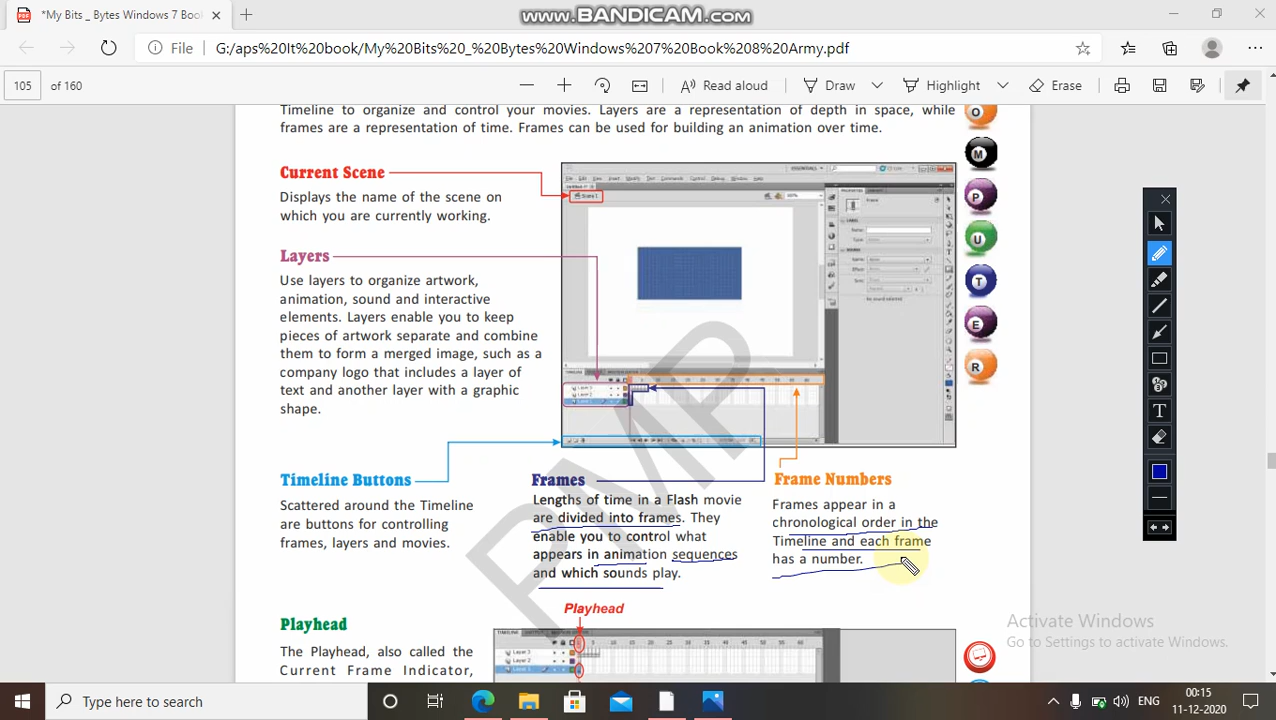 *My Bits _ Bytes Windows 7 Boo
www.BANDICAM.com
File
G:/aps%20It%20book/My%20Bits%20_%20Bytes%20Windows%207%20Book%208%20Army.pdf
105 of 160
Read aloud
Draw
Highlight
Erase
Timeline to organize and control your movies. Layers are a representation of depth in space, while
frames are a representation of time. Frames can be used for building an animation over time.
O
M
P
U
T
E
R
Current Scene
Displays the name of the scene on
which you are currently working.
Layers
Use layers to organize artwork,
animation, sound and interactive
elements. Layers enable you to keep
pieces of artwork separate and combine
them to form a merged image, such as a
company logo that includes a layer of
text and another layer with a graphic
shape.
Scene 1
PMP
Timeline Buttons
Scattered around the Timeline
are buttons for controlling
frames, layers and movies.
Frames
Lengths of time in a Flash movie
are divided into frames. They
enable you to control what
appears in animation sequences
and which sounds play.
Frame Numbers
Frames appear in a
chronological order in the
Timeline and each frame
has a number.
Playhead
Playhead
The Playhead, also called the
Current Frame Indicator,
TIMELINE
Layer 3
Layer 2
Layer 1
Activate Windows
Go to Settings to activate Windows.
Type here to search
ENG
00:15
11-12-2020